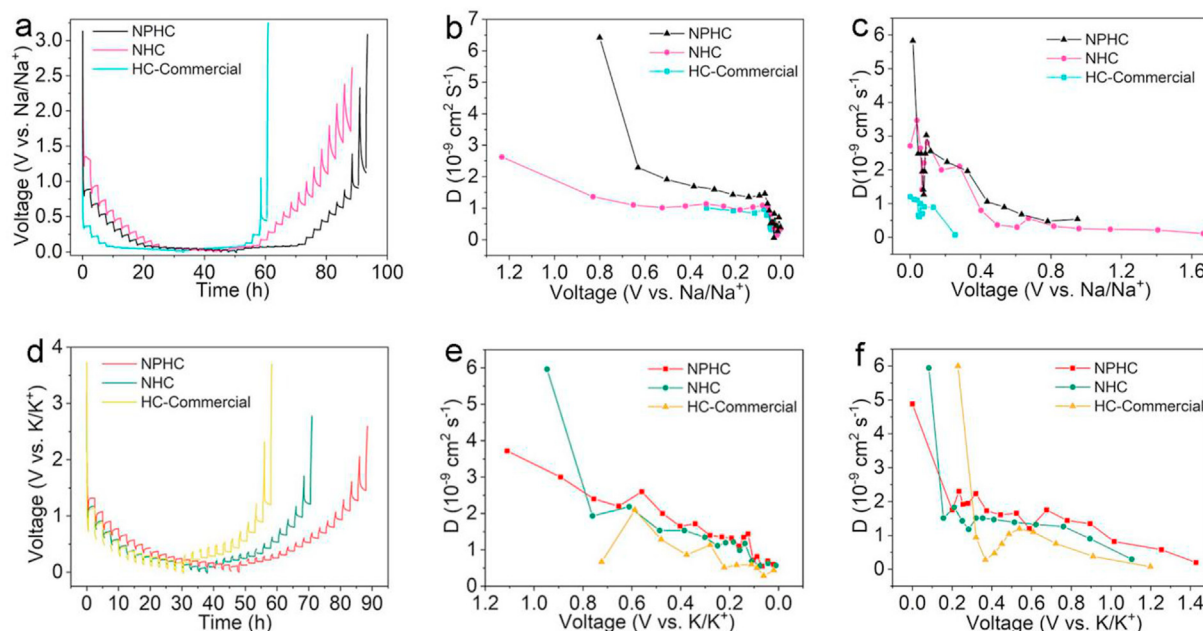 a
NPHC
NHC
HC-Commercial
3.0
2.5
2.0
1.5
1.0
0.5
0.0
0 20 40 60 80 100
Voltage (V vs. Na/Na⁺)
Time (h)
b
NPHC
NHC
HC-Commercial
7
6
5
4
3
2
1
0
1.2 0.8 0.4 0.0
D (10⁻⁹ cm² S⁻¹)
Voltage (V vs. Na/Na⁺)
c
NPHC
NHC
HC-Commercial
6
5
4
3
2
1
0
0.0 0.4 0.8 1.2 1.6
D(10⁻⁹ cm² s⁻¹)
Voltage (V vs. Na/Na⁺)
d
NPHC
NHC
HC-Commercial
4
3
2
1
0
0 10 20 30 40 50 60 70 80 90
Voltage (V vs. K/K⁺)
Time (h)
e
NPHC
NHC
HC-Commercial
6
5
4
3
2
1
0
1.2 1.0 0.8 0.6 0.4 0.2 0.0
D (10⁻⁹ cm² s⁻¹)
Voltage (V vs. K/K⁺)
f
NPHC
NHC
HC-Commercial
6
5
4
3
2
1
0
0.0 0.2 0.4 0.6 0.8 1.0 1.2 1.4
D (10⁻⁹ cm² s⁻¹)
Voltage (V vs. K/K⁺)